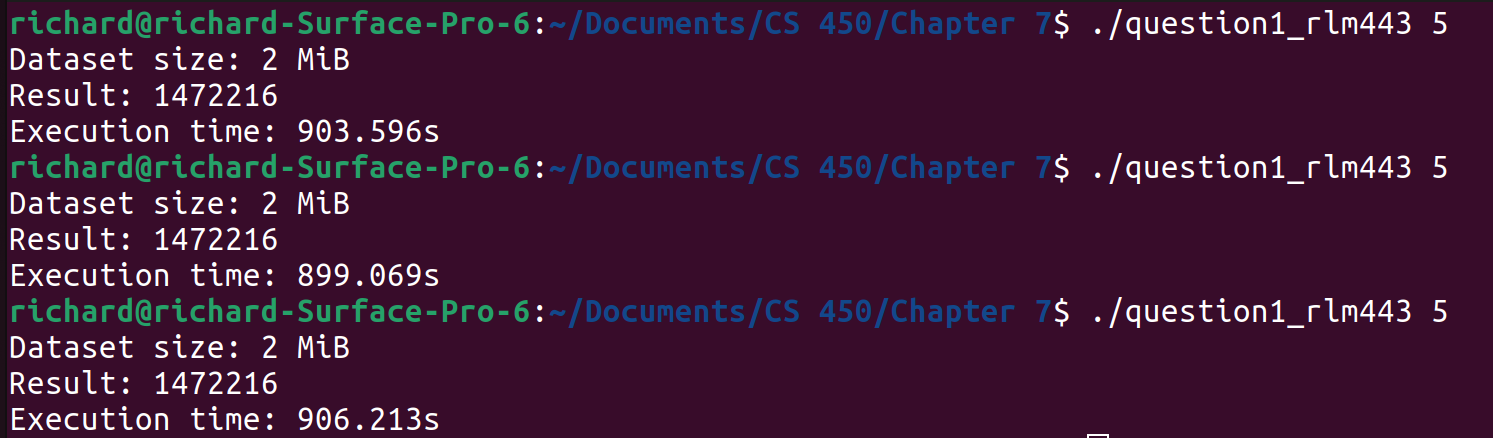 richard@richard-Surface-Pro-6:~/Documents/CS 450/Chapter 7$ ./question1_rlm443 5
Dataset size: 2 MiB
Result: 1472216
Execution time: 903.596s
richard@richard-Surface-Pro-6:~/Documents/CS 450/Chapter 7$ ./question1_rlm443 5
Dataset size: 2 MiB
Result: 1472216
Execution time: 899.069s
richard@richard-Surface-Pro-6:~/Documents/CS 450/Chapter 7$ ./question1_rlm443 5
Dataset size: 2 MiB
Result: 1472216
Execution time: 906.213s